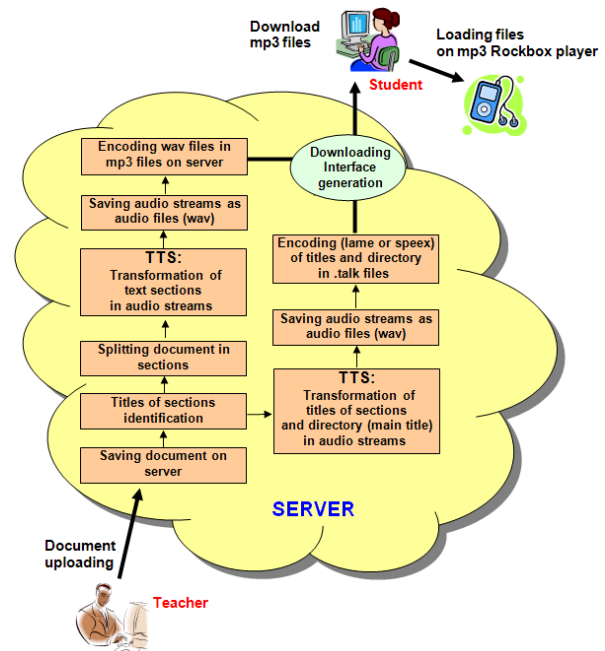 Download
mp3 files
Loading files
on mp3 Rockbox player
Student
Encoding wav files in
mp3 files on server
Downloading
Interface
generation
Saving audio streams as
audio files (wav)
TTS:
Transformation of
text sections
in audio streams
Encoding (lame or speex)
of titles and directory
in .talk files
Saving audio streams as
audio files (wav)
Splitting document in
sections
TTS:
Transformation of
titles of sections
and directory (main title)
in audio streams
Titles of sections
identification
Saving document on
server
SERVER
Document
uploading
Teacher